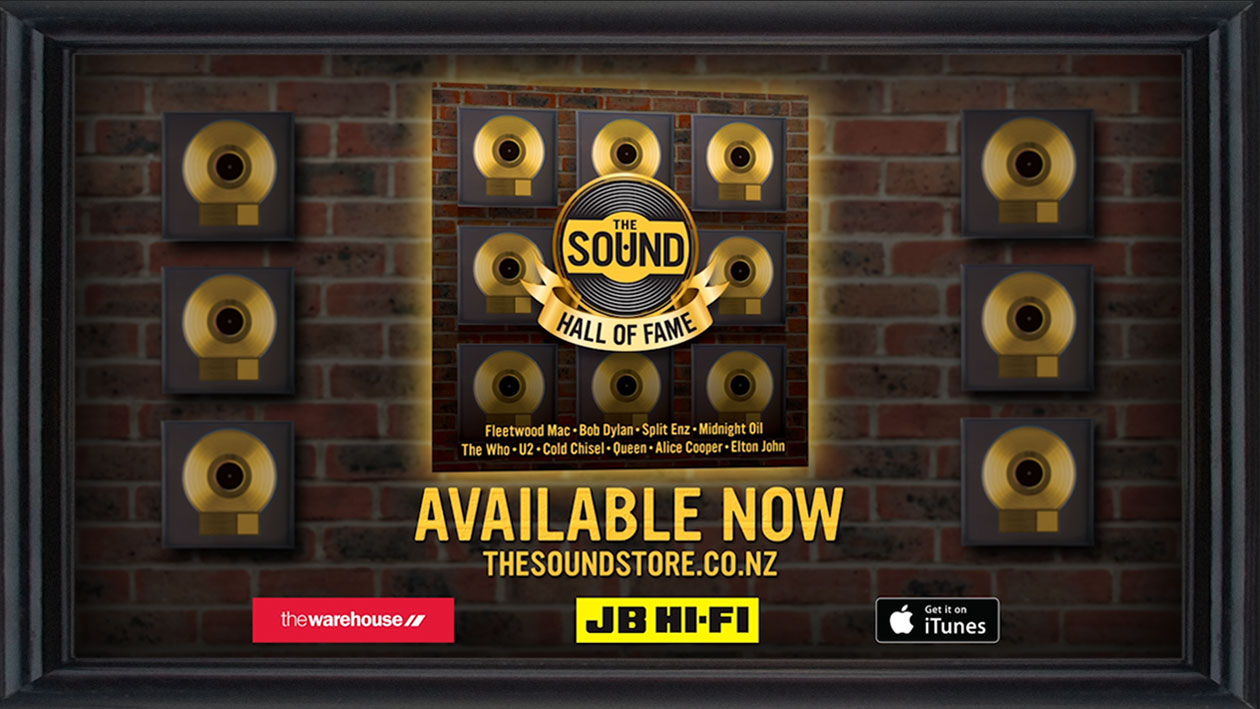 THE
SOUND
HALL OF FAME
Fleetwood Mac • Bob Dylan • Split Enz • Midnight Oil
The Who • U2 • Cold Chisel • Queen • Alice Cooper • Elton John
AVAILABLE NOW
THESOUNDSTORE.CO.NZ
thewarehouse
JB HI-FI
Get it on
iTunes